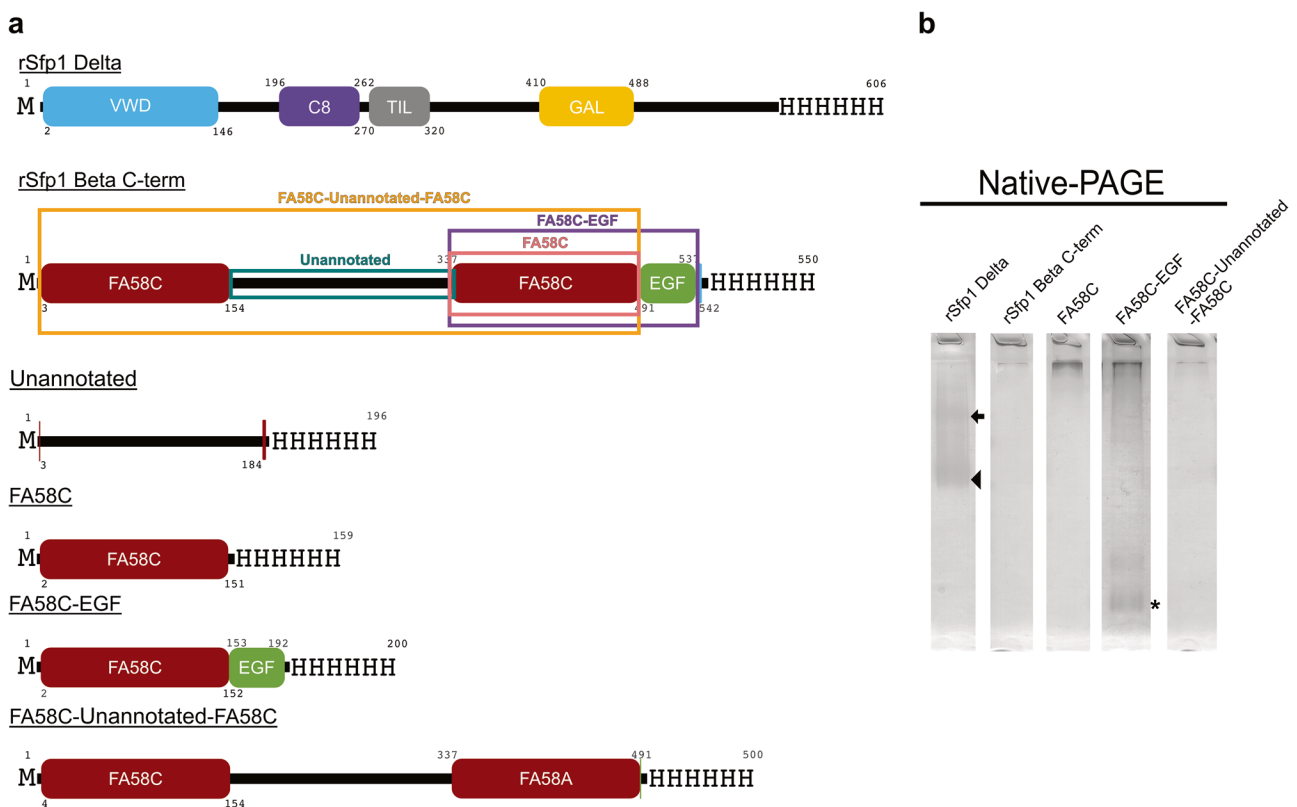 a
rSfp1 Delta
1 196 262 410 488 606
M VWD C8 TIL GAL HHHHHH
2 146 270 320
rSfp1 Beta C-term
FA58C-Unannotated-FA58C
FA58C-EGF
FA58C
1 Unannotated 337 537 550
M FA58C FA58C EGF HHHHHH
3 154 491 542
Unannotated
1 196
M HHHHHH
3 184
FA58C
1 159
M FA58C HHHHHH
2 151
FA58C-EGF
1 153 192 200
M FA58C EGF HHHHHH
2 152
FA58C-Unannotated-FA58C
1 337 491 500
M FA58C FA58A HHHHHH
4 154
b
Native-PAGE
rSfp1 Delta
rSfp1 Beta C-term
FA58C
FA58C-EGF
FA58C-Unannotated
-FA58C
*